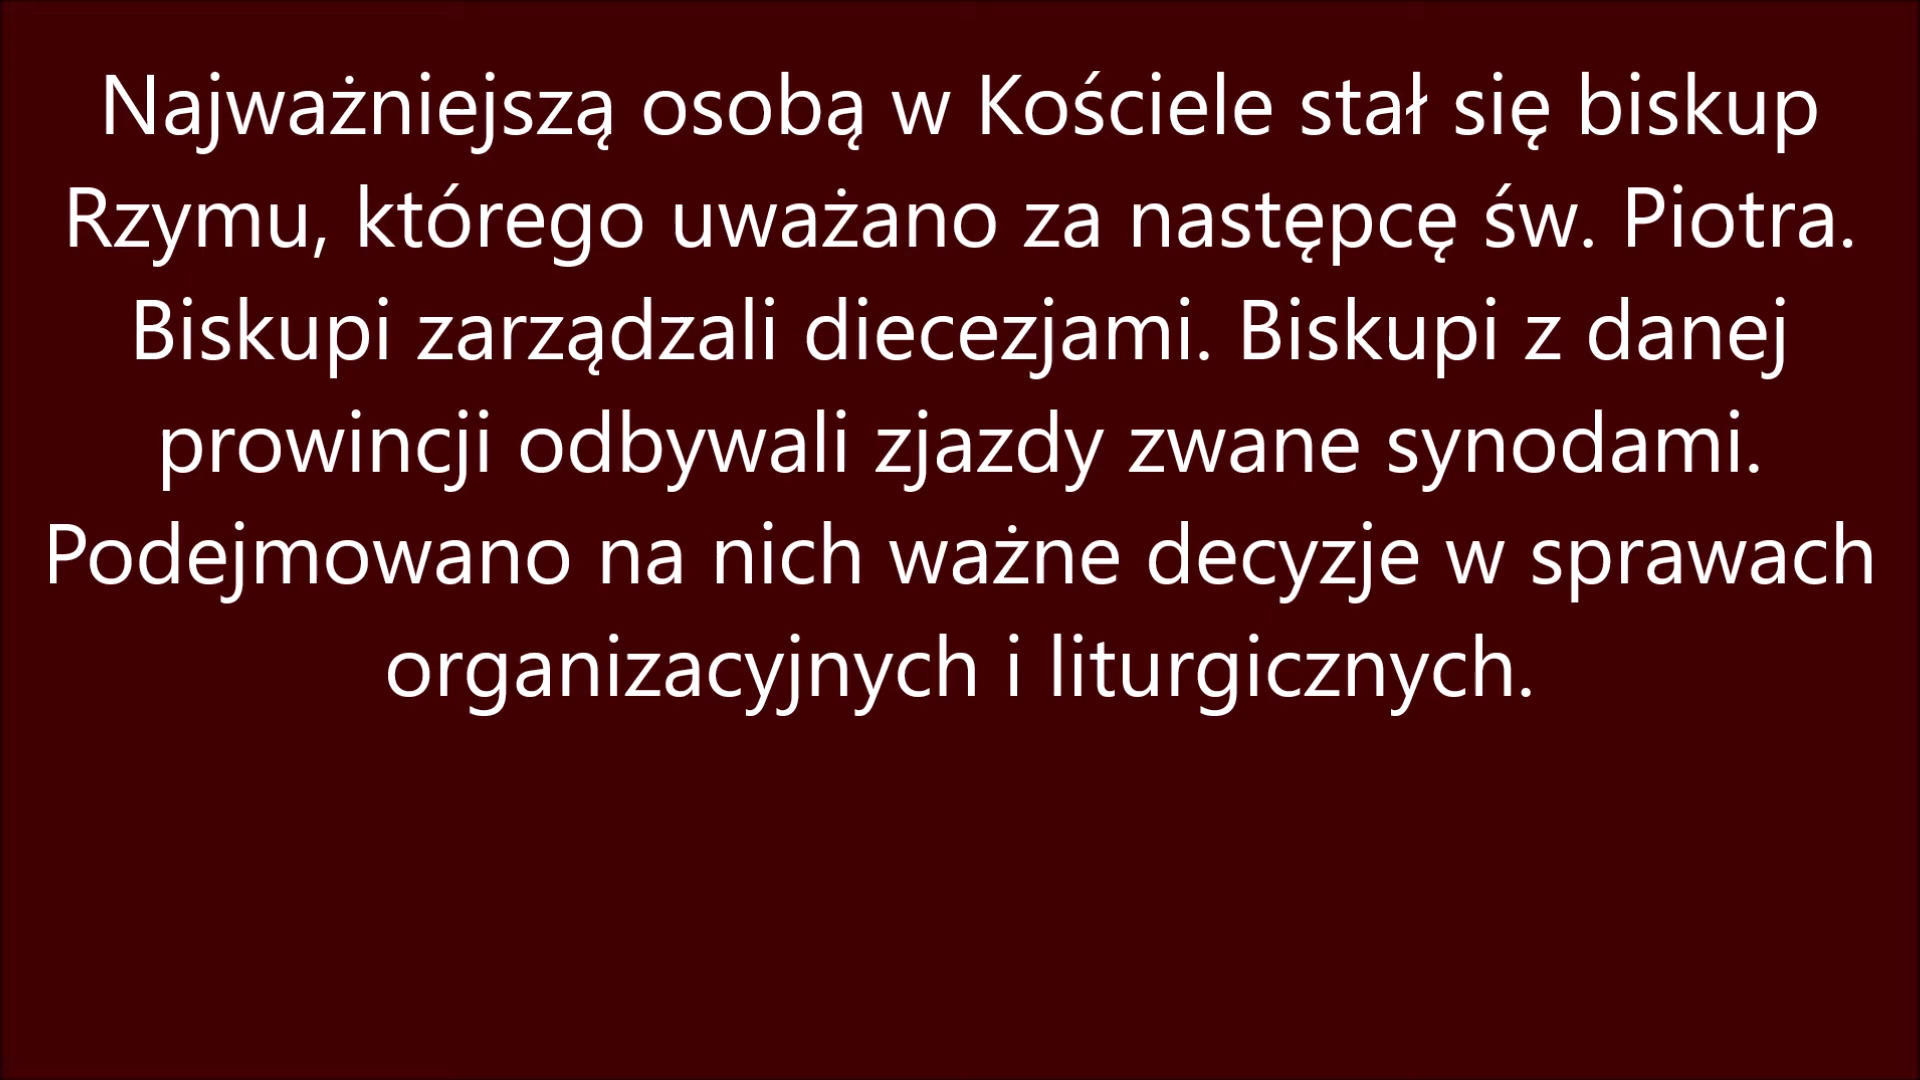 Najważniejszą osobą w Kościele stał się biskup
Rzymu, którego uważano za następcę św. Piotra.
Biskupi zarządzali diecezjami. Biskupi z danej
prowincji odbywali zjazdy zwane synodami.
Podejmowano na nich ważne decyzje w sprawach
organizacyjnych i liturgicznych.